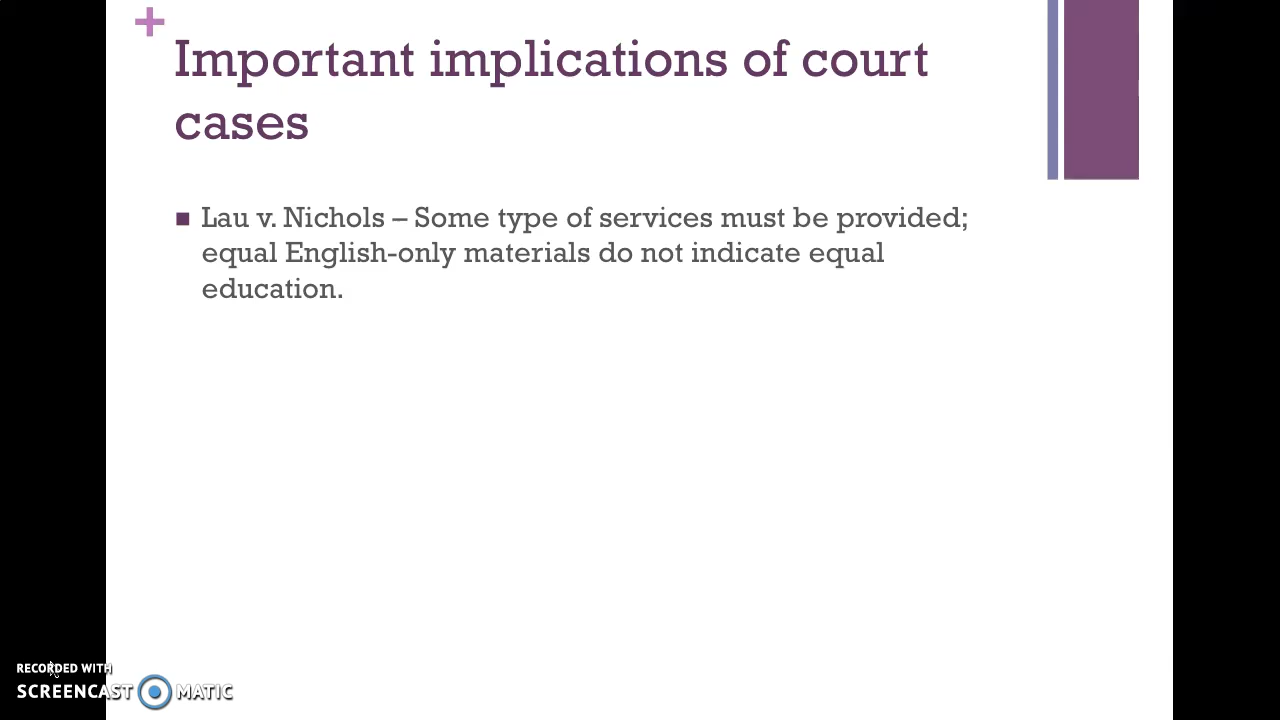 +
Important implications of court
cases
Lau v. Nichols – Some type of services must be provided;
equal English-only materials do not indicate equal
education.
RECORDED WITH
SCREENCAST MATIC